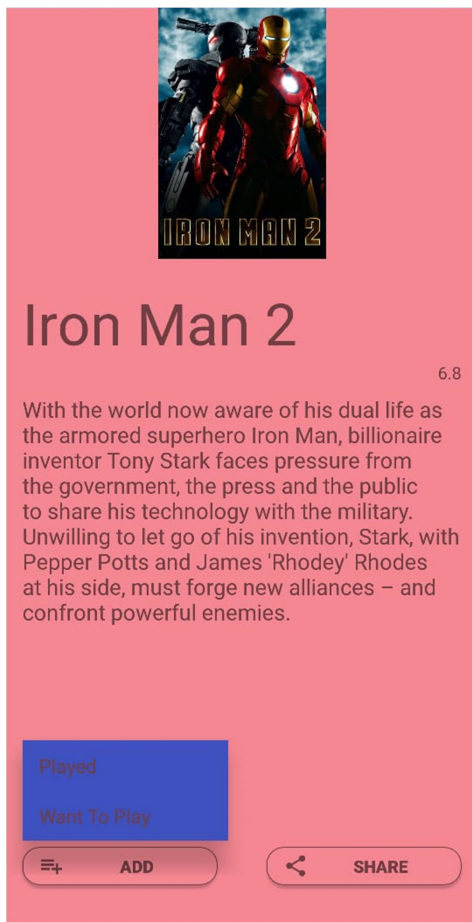 IRON MAN 2
Iron Man 2
6.8
With the world now aware of his dual life as
the armored superhero Iron Man, billionaire
inventor Tony Stark faces pressure from
the government, the press and the public
to share his technology with the military.
Unwilling to let go of his invention, Stark, with
Pepper Potts and James 'Rhodey' Rhodes
at his side, must forge new alliances – and
confront powerful enemies.
Played
Want To Play
ADD
SHARE